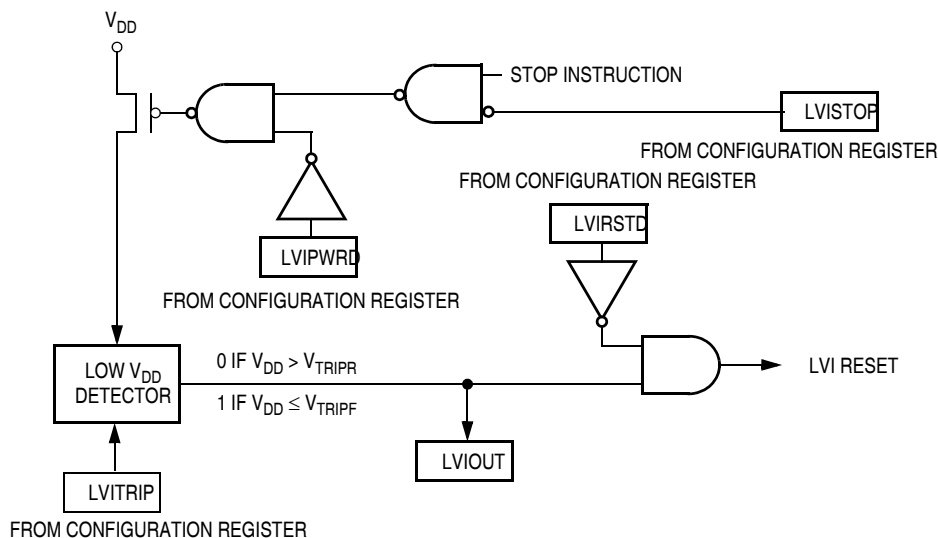 VDD
STOP INSTRUCTION
LVISTOP
FROM CONFIGURATION REGISTER
FROM CONFIGURATION REGISTER
LVIRSTD
LVIPWRD
FROM CONFIGURATION REGISTER
LOW VDD
DETECTOR
0 IF VDD > VTRIPR
1 IF VDD ≤ VTRIPF
LVI RESET
LVIOUT
LVITRIP
FROM CONFIGURATION REGISTER